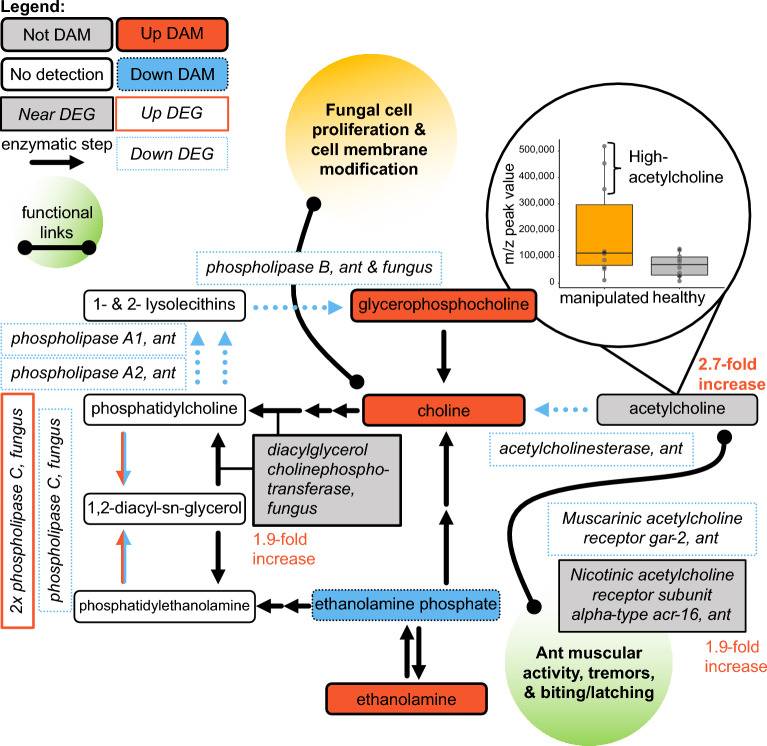 Legend:
Not DAM
Up DAM
No detection
Down DAM
Near DEG
Up DEG
enzymatic step
Down DEG
functional
links
Fungal cell
proliferation &
cell membrane
modification
High-
acetylcholine
m/z peak value
500,000
400,000
300,000
200,000
100,000
0
manipulated healthy
phospholipase B, ant & fungus
1- & 2- lysolecithins
glycerophosphocholine
phospholipase A1, ant
phospholipase A2, ant
2.7-fold
increase
phosphatidylcholine
choline
acetylcholine
acetylcholinesterase, ant
2x phospholipase C, fungus
phospholipase C, fungus
diacylglycerol
cholinephospho-
transferase,
fungus
1.9-fold
increase
1,2-diacyl-sn-glycerol
Muscarinic acetylcholine
receptor gar-2, ant
Nicotinic acetylcholine
receptor subunit
alpha-type acr-16, ant
1.9-fold
increase
phosphatidylethanolamine
ethanolamine phosphate
ethanolamine
Ant muscular
activity, tremors,
& biting/latching